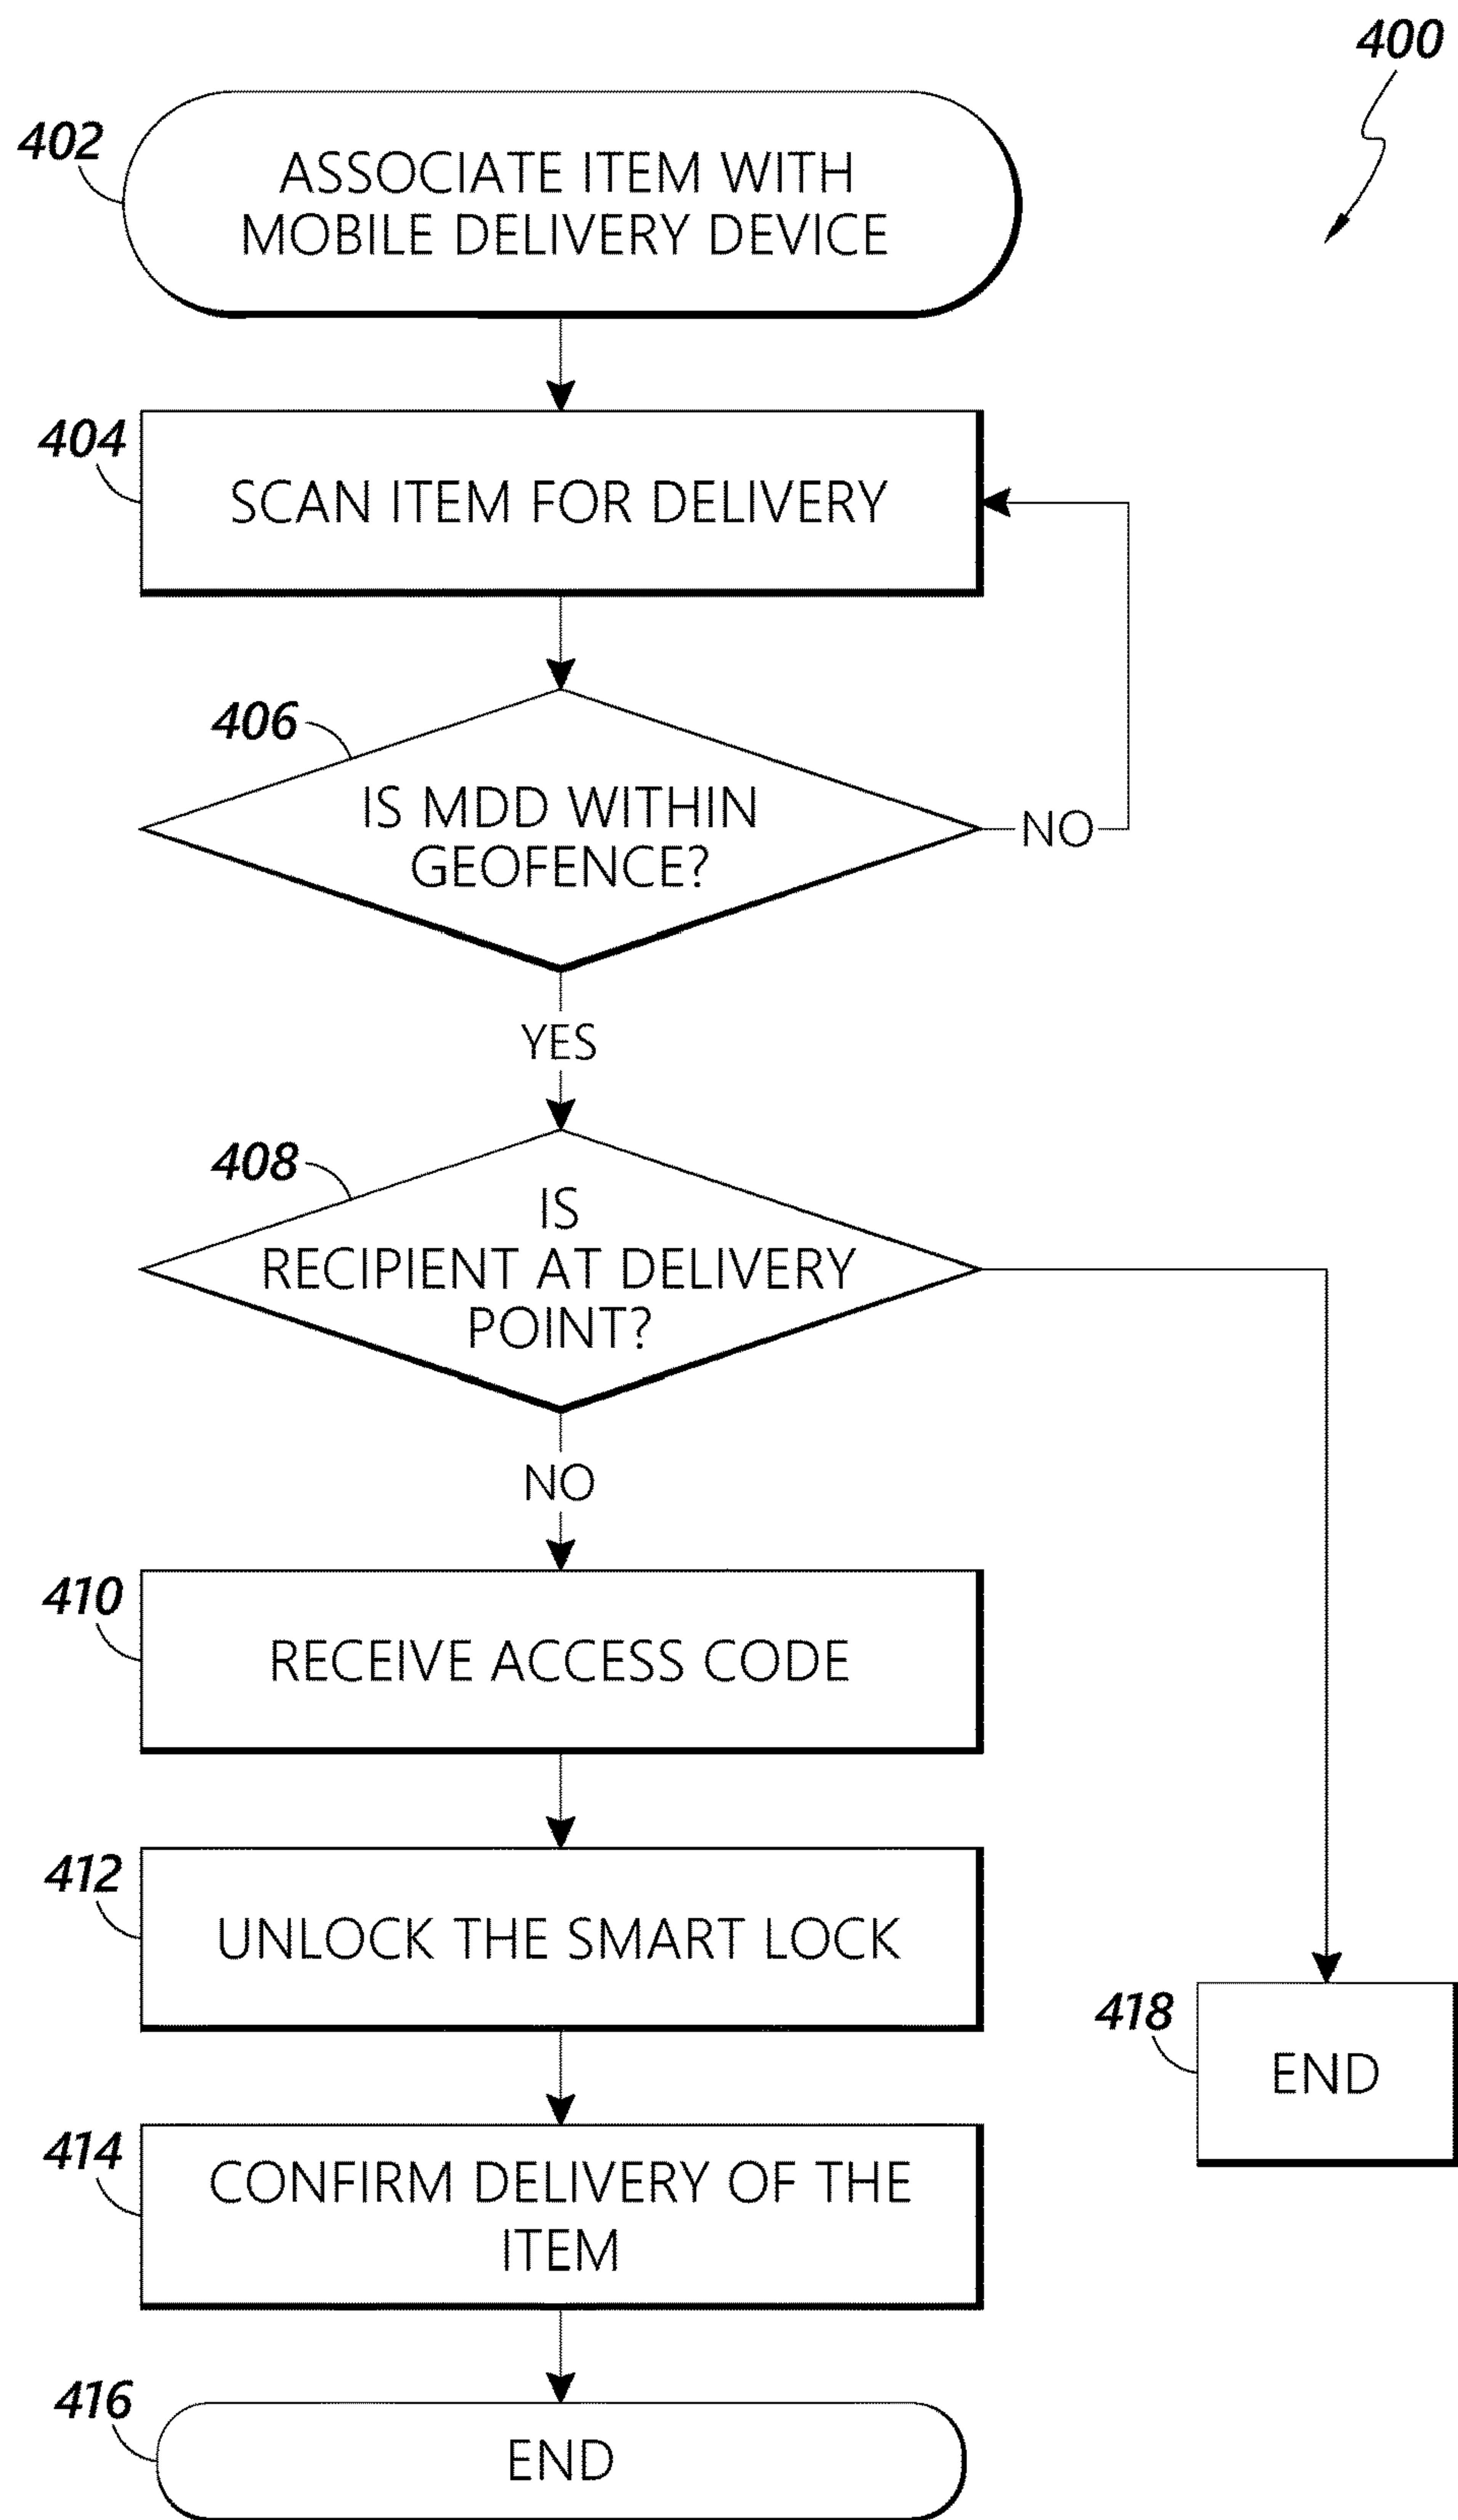 400
402
ASSOCIATE ITEM WITH
MOBILE DELIVERY DEVICE
404
SCAN ITEM FOR DELIVERY
406
IS MDD WITHIN
GEOFENCE?
NO
YES
408
IS
RECIPIENT AT DELIVERY
POINT?
NO
410
RECEIVE ACCESS CODE
412
UNLOCK THE SMART LOCK
418
END
414
CONFIRM DELIVERY OF THE
ITEM
416
END